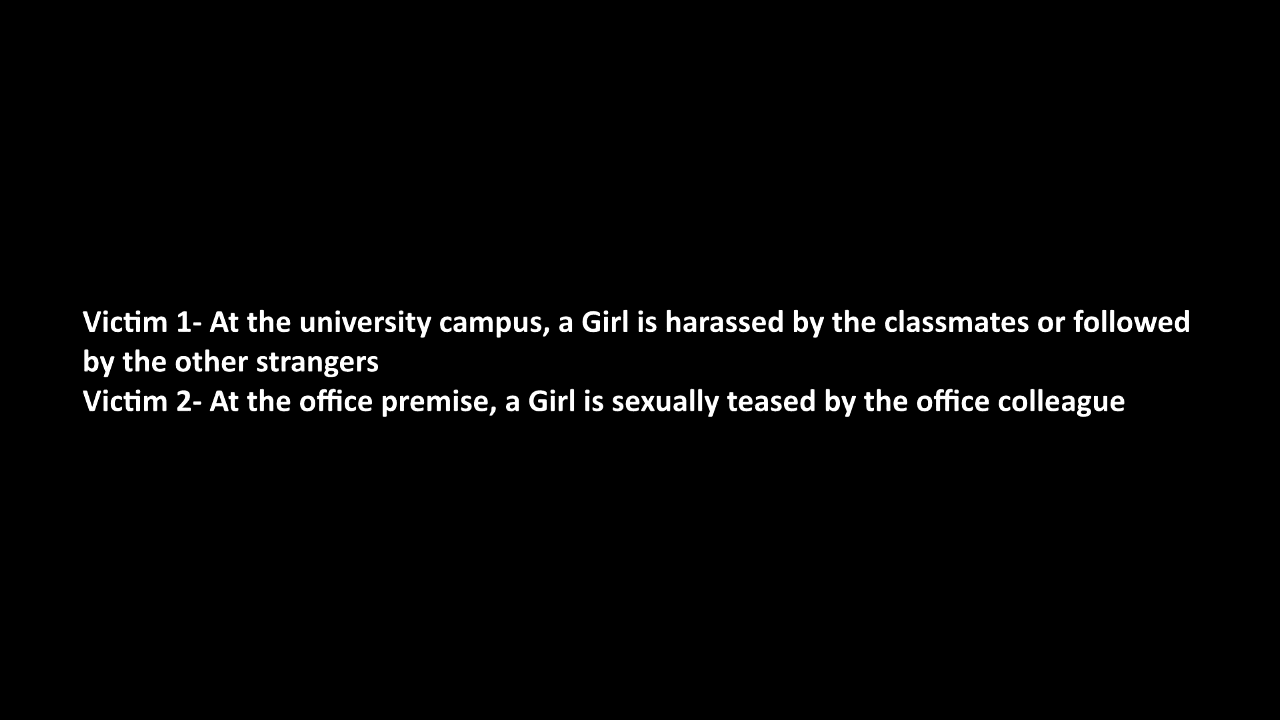 Victim 1- At the university campus, a Girl is harassed by the classmates or followed
by the other strangers
Victim 2- At the office premise, a Girl is sexually teased by the office colleague